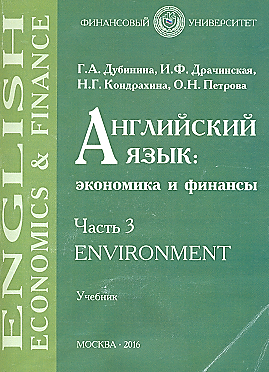 ФИНАНСОВЫЙ УНИВЕРСИТЕТ
Г.А. Дубинина, И.Ф. Драчинская,
Н.Г. Кондрахина, О.Н. Петрова
Английский
язык:
экономика и финансы
Часть 3
ENVIRONMENT
Учебник
МОСКВА · 2016
ENGLISH
ECONOMICS & FINANCE